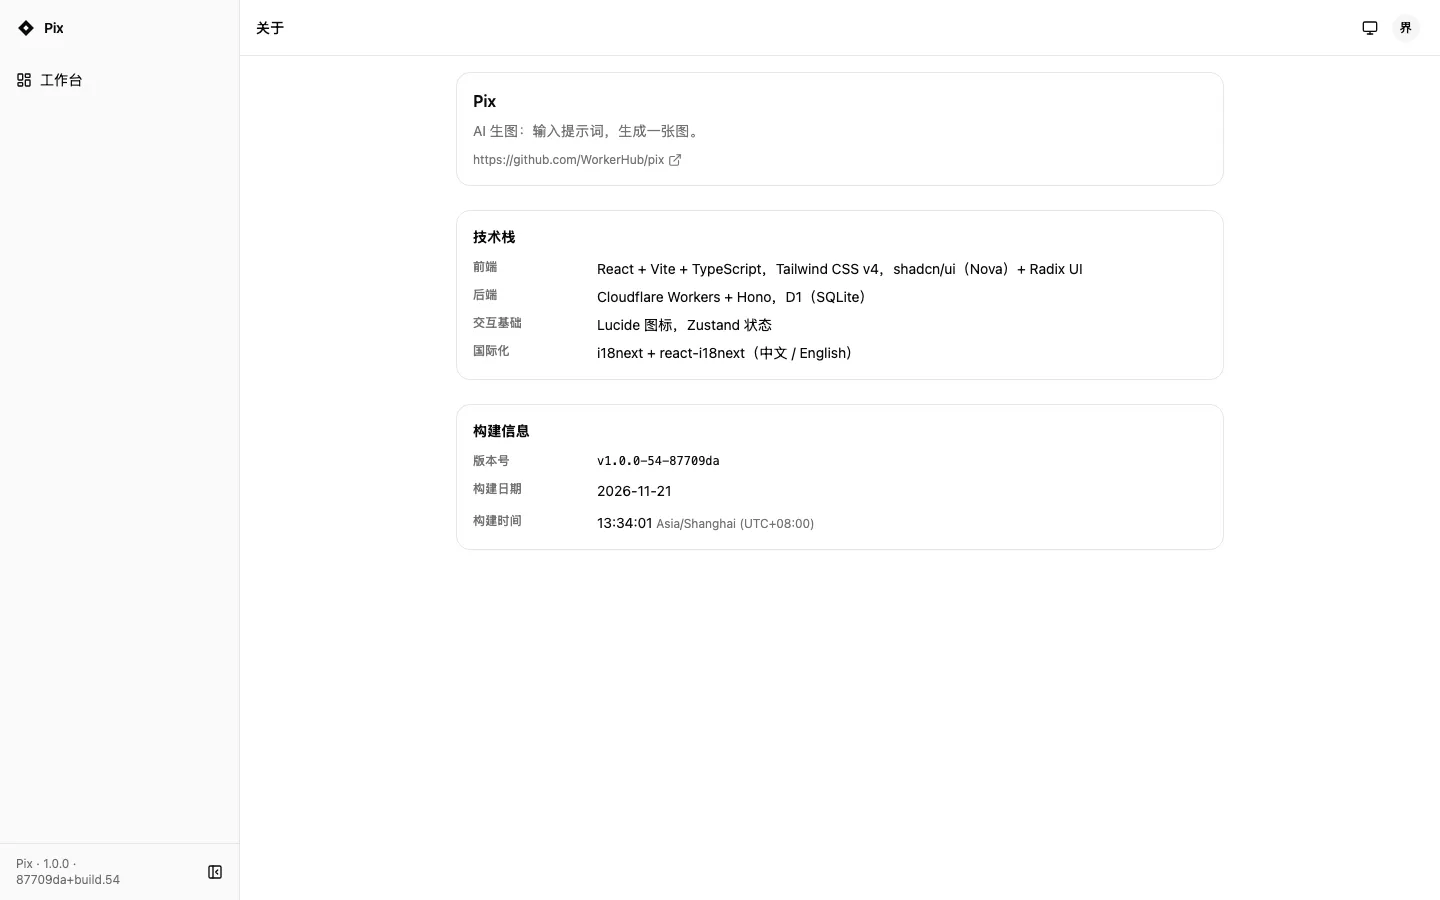 Pix
工作台
Pix · 1.0.0 ·
87709da+build.54
关于
界
Pix
AI 生图：输入提示词，生成一张图。
https://github.com/WorkerHub/pix
技术栈
前端 React + Vite + TypeScript，Tailwind CSS v4，shadcn/ui（Nova）+ Radix UI
后端 Cloudflare Workers + Hono，D1（SQLite）
交互基础 Lucide 图标，Zustand 状态
国际化 i18next + react-i18next（中文 / English）
构建信息
版本号 v1.0.0-54-87709da
构建日期 2026-11-21
构建时间 13:34:01 Asia/Shanghai (UTC+08:00)